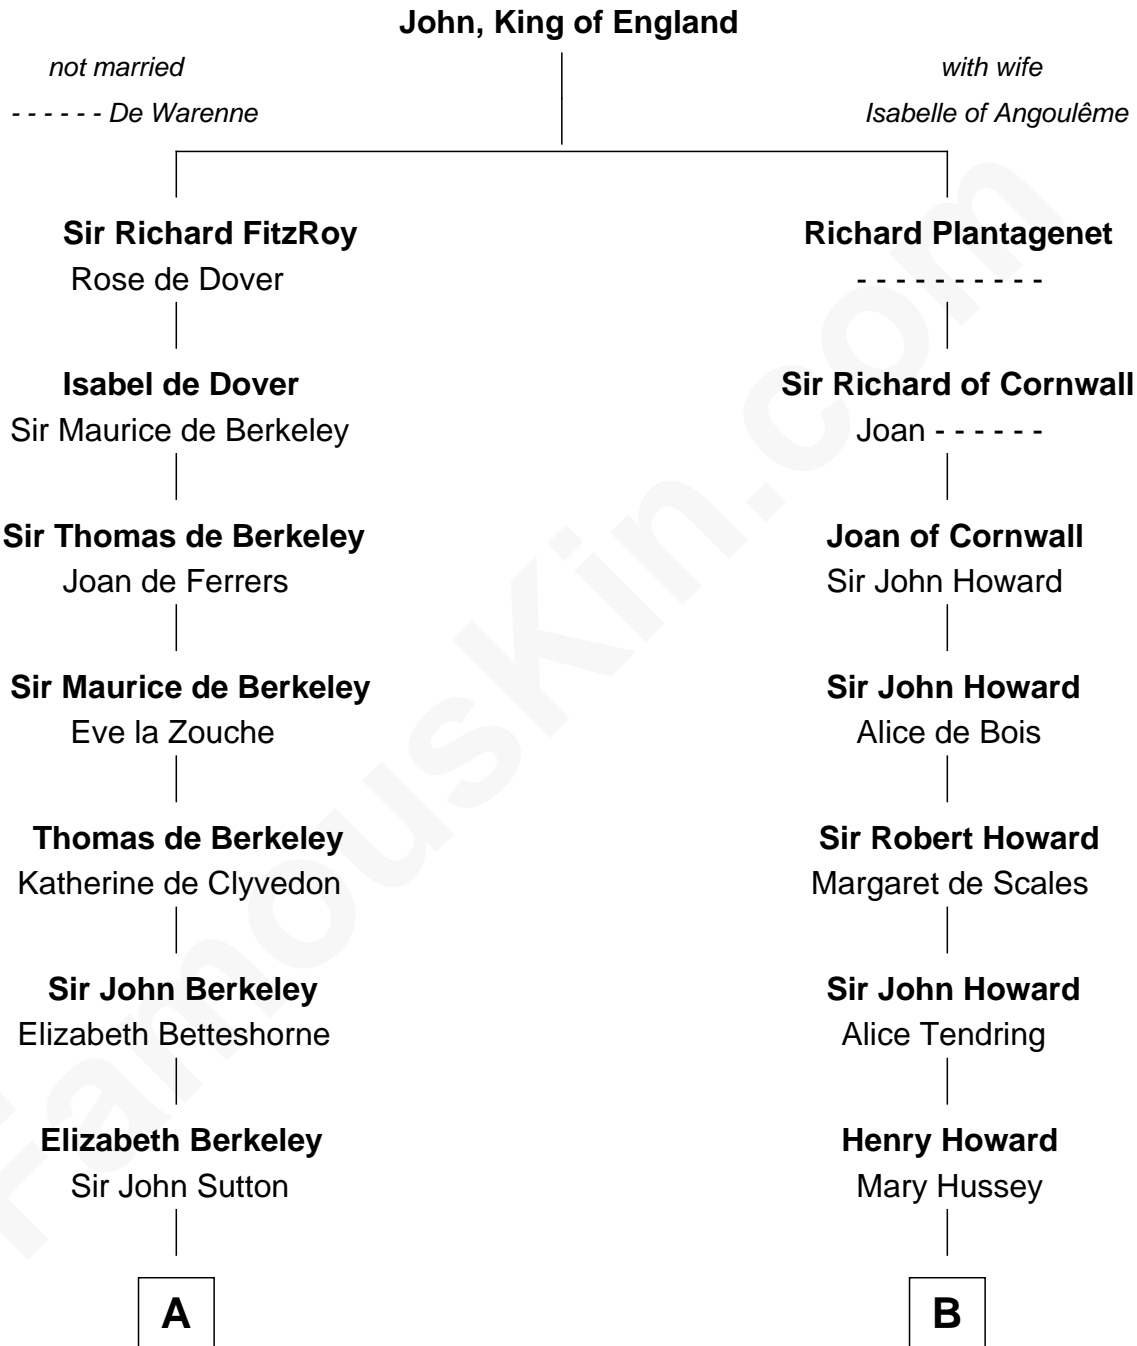 John, King of England
not married
with wife
- - - - - - De Warenne
Isabelle of Angoulême
Sir Richard FitzRoy
Rose de Dover
Richard Plantagenet
- - - - - - - - - -
Isabel de Dover
Sir Maurice de Berkeley
Sir Richard of Cornwall
Joan - - - - - -
Sir Thomas de Berkeley
Joan de Ferrers
Joan of Cornwall
Sir John Howard
Sir Maurice de Berkeley
Eve la Zouche
Sir John Howard
Alice de Bois
Thomas de Berkeley
Katherine de Clyvedon
Sir Robert Howard
Margaret de Scales
Sir John Berkeley
Elizabeth Betteshorne
Sir John Howard
Alice Tendring
Elizabeth Berkeley
Sir John Sutton
Henry Howard
Mary Hussey
A
B
FamousKin.com